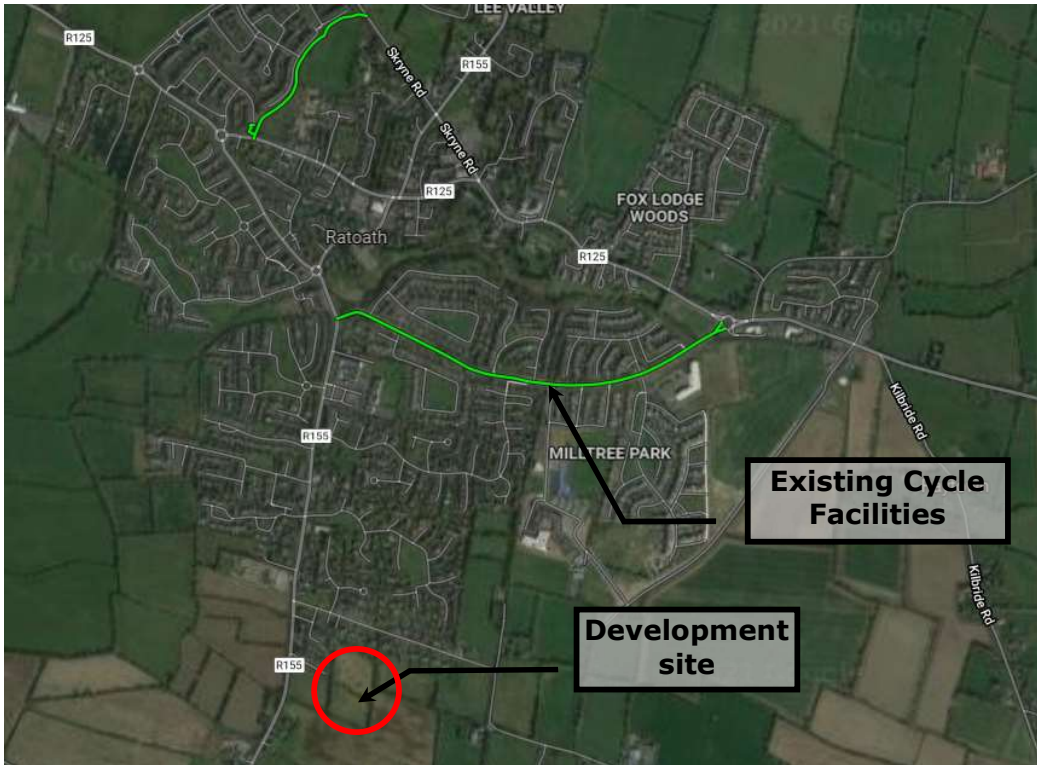 LEE VALLEY
R125
R155
Skryne Rd
Skryne Rd
R125
FOX LODGE
WOODS
Ratoath
R125
Kilbride Rd
R155
MILLTREE PARK
Existing Cycle
Facilities
Kilbride Rd
Development
site
R155